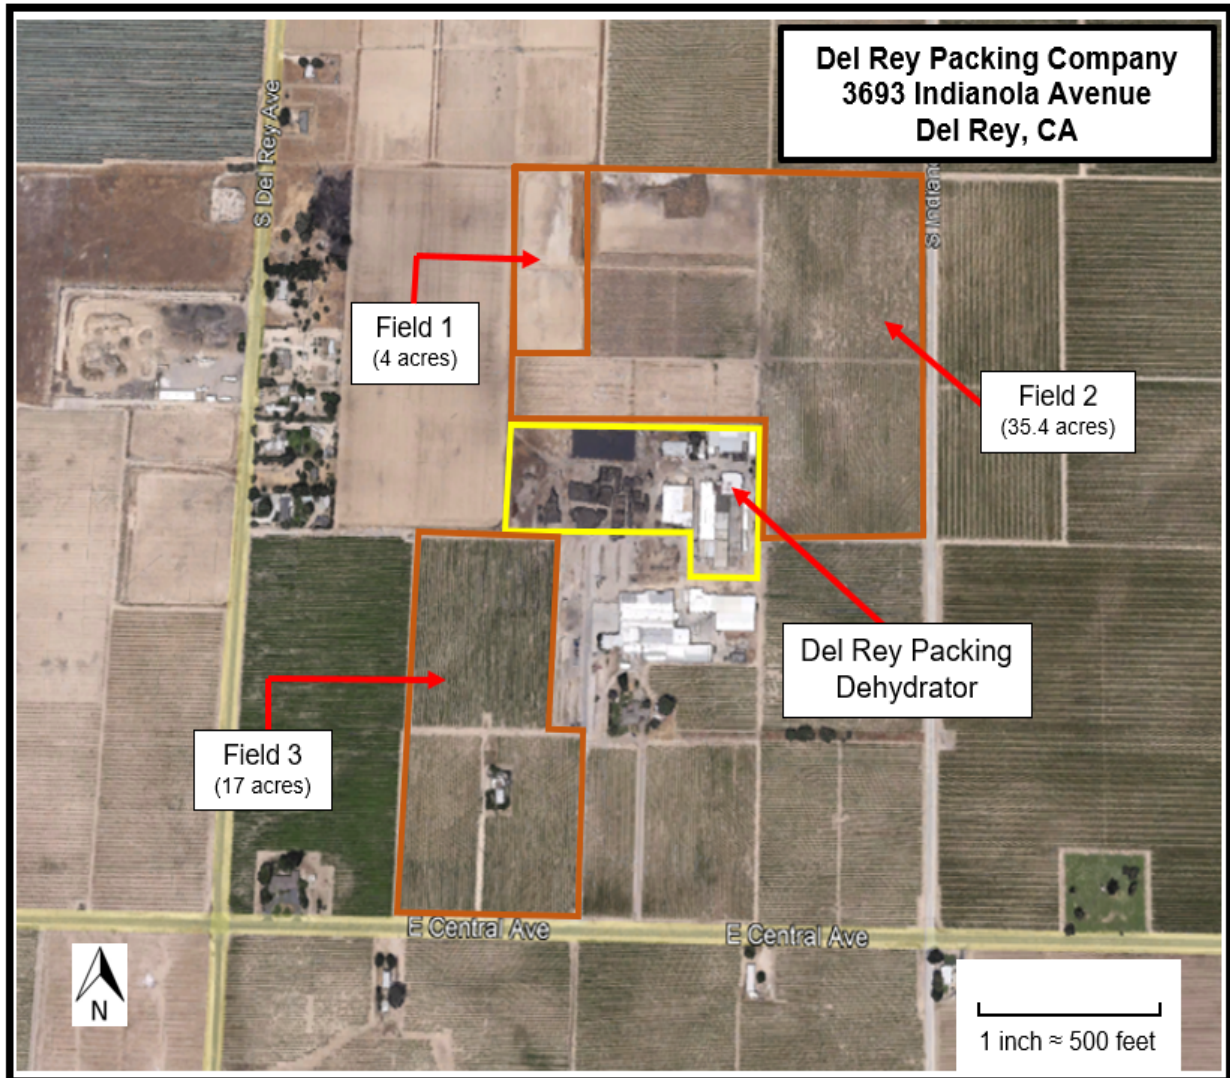 Del Rey Packing Company
3693 Indianola Avenue
Del Rey, CA
S Del Rey Ave
Field 1
(4 acres)
Field 2
(35.4 acres)
Del Rey Packing
Dehydrator
Field 3
(17 acres)
E Central Ave
E Central Ave
N
1 inch ≈ 500 feet